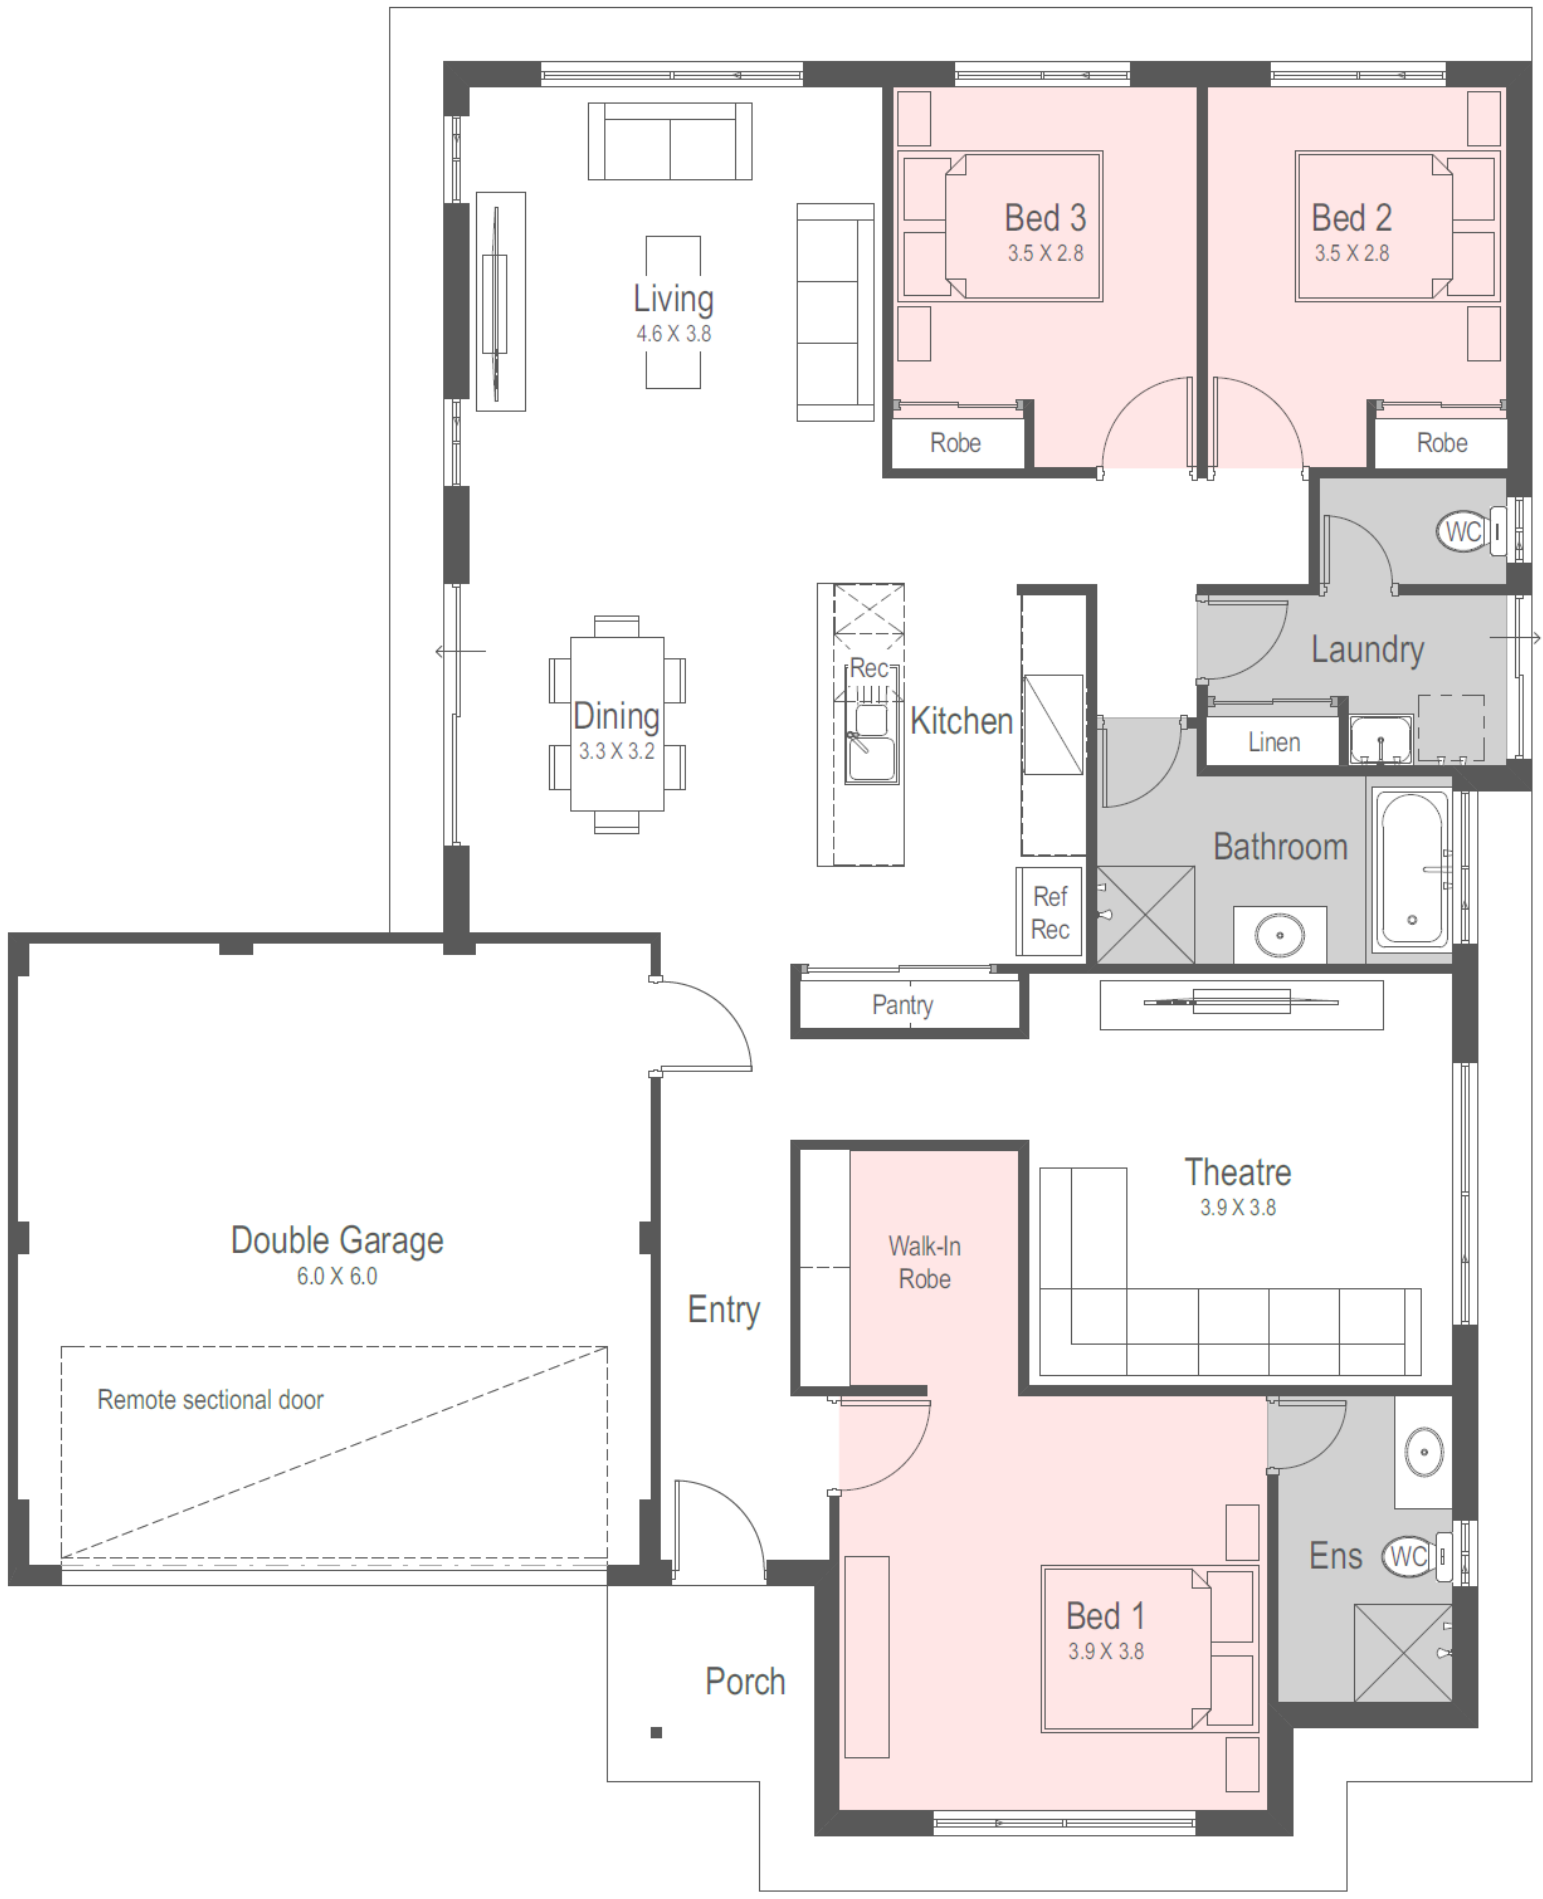 Bed 3
3.5 X 2.8
Bed 2
3.5 X 2.8
Living
4.6 X 3.8
Robe
Robe
WC
Laundry
Rec
Dining
3.3 X 3.2
Kitchen
Linen
Bathroom
Ref
Rec
Pantry
Theatre
3.9 X 3.8
Double Garage
6.0 X 6.0
Walk-In
Robe
Entry
Remote sectional door
Ens
WC
Bed 1
3.9 X 3.8
Porch